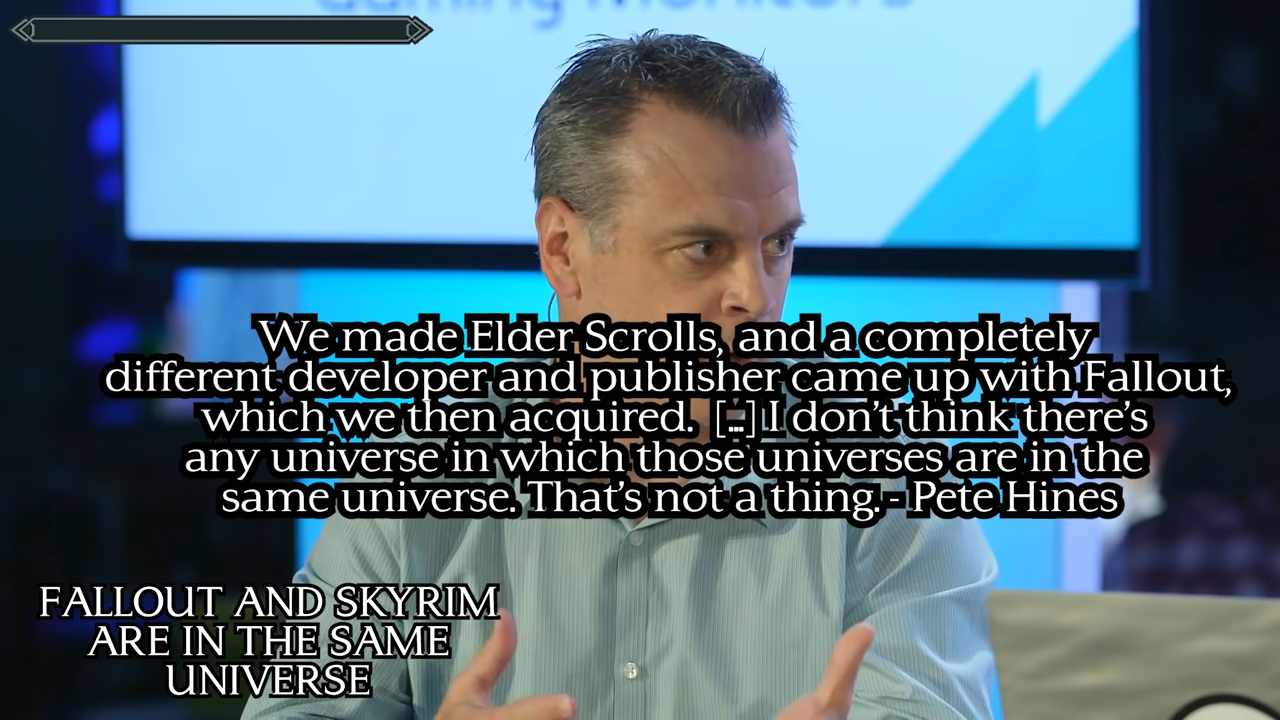 Gaming Monitors
We made Elder Scrolls, and a completely
different developer and publisher came up with Fallout,
which we then acquired. [...] I don't think there's
any universe in which those universes are in the
same universe. That's not a thing. - Pete Hines
FALLOUT AND SKYRIM
ARE IN THE SAME
UNIVERSE